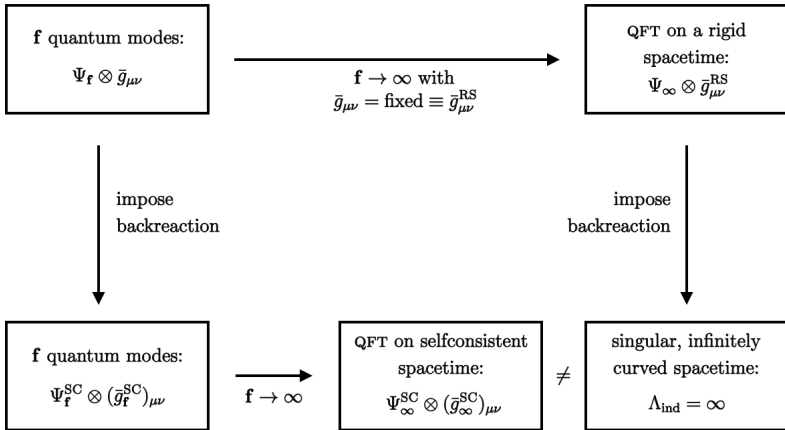 f quantum modes:
Ψ_f ⊗ ḡ_μν
f → ∞ with
ḡ_μν = fixed ≡ ḡ^RS_μν
QFT on a rigid
spacetime:
Ψ_∞ ⊗ ḡ^RS_μν
impose
backreaction
impose
backreaction
f quantum modes:
Ψ^SC_f ⊗ (ḡ^SC_f)_μν
f → ∞
QFT on selfconsistent
spacetime:
Ψ^SC_∞ ⊗ (ḡ^SC_∞)_μν
≠
singular, infinitely
curved spacetime:
Λ_ind = ∞